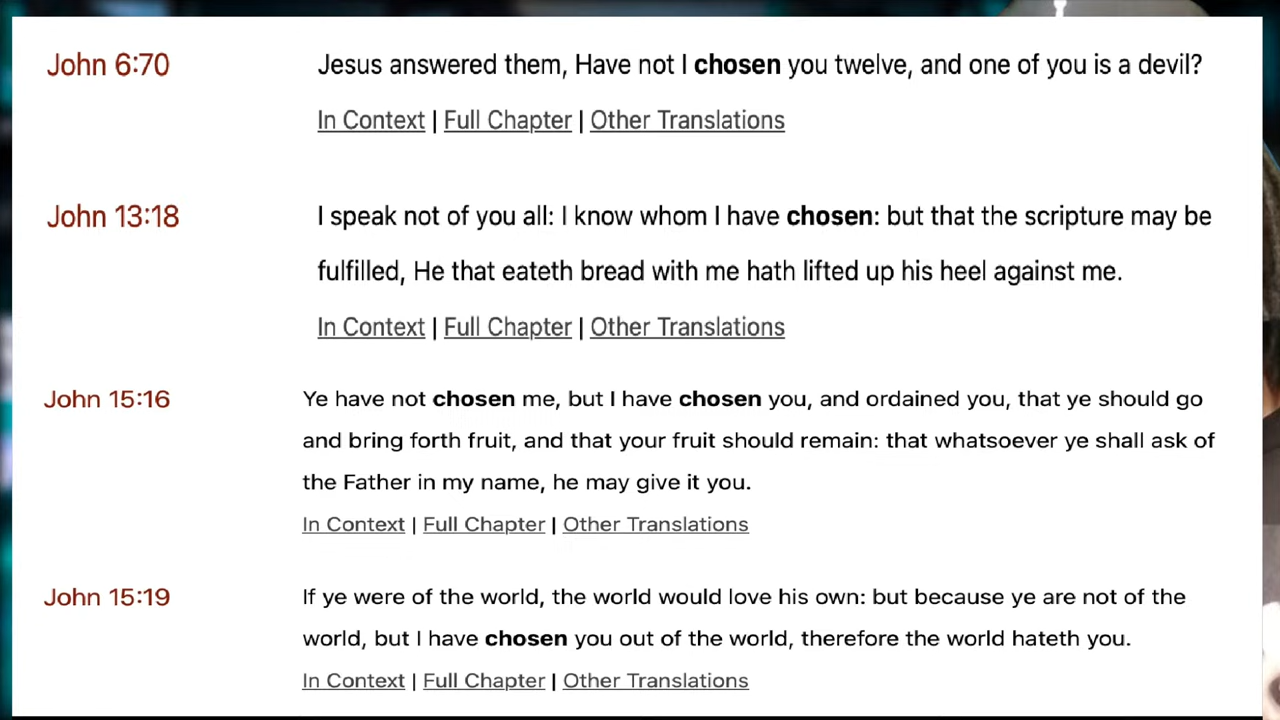 John 6:70 Jesus answered them, Have not I chosen you twelve, and one of you is a devil?
In Context | Full Chapter | Other Translations
John 13:18 I speak not of you all: I know whom I have chosen: but that the scripture may be
fulfilled, He that eateth bread with me hath lifted up his heel against me.
In Context | Full Chapter | Other Translations
John 15:16 Ye have not chosen me, but I have chosen you, and ordained you, that ye should go
and bring forth fruit, and that your fruit should remain: that whatsoever ye shall ask of
the Father in my name, he may give it you.
In Context | Full Chapter | Other Translations
John 15:19 If ye were of the world, the world would love his own: but because ye are not of the
world, but I have chosen you out of the world, therefore the world hateth you.
In Context | Full Chapter | Other Translations